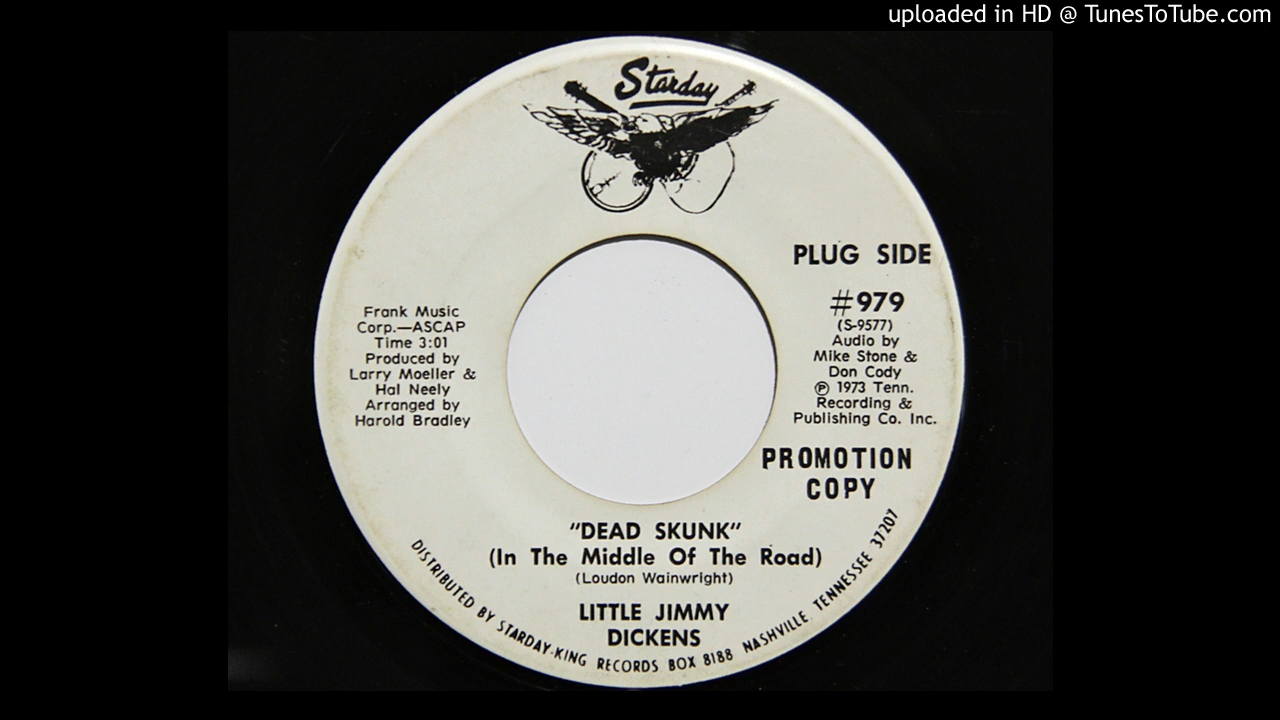 uploaded in HD @ TunesToTube.com
Starday
PLUG SIDE
#979
(S-9577)
Audio by
Mike Stone &
Don Cody
℗ 1973 Tenn.
Recording &
Publishing Co. Inc.
Frank Music
Corp.—ASCAP
Time 3:01
Produced by
Larry Moeller &
Hal Neely
Arranged by
Harold Bradley
PROMOTION
COPY
"DEAD SKUNK"
(In The Middle Of The Road)
(Loudon Wainwright)
LITTLE JIMMY
DICKENS
DISTRIBUTED BY STARDAY-KING RECORDS BOX 8188 NASHVILLE, TENNESSEE 37207